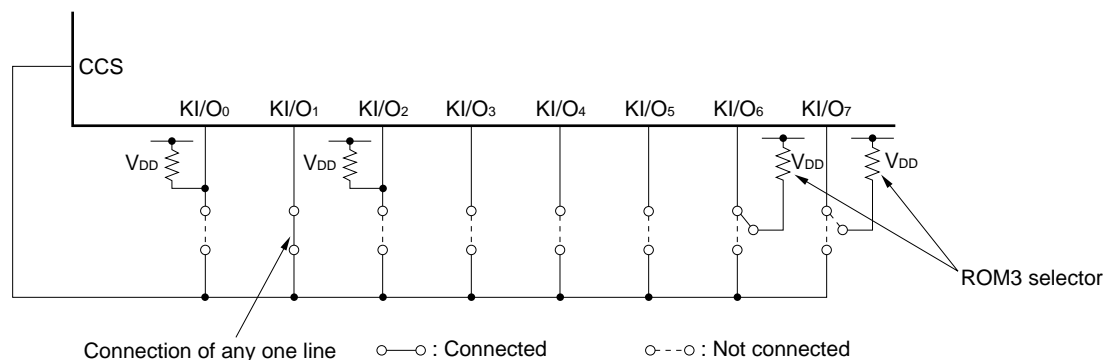 CCS
KI/O0 KI/O1 KI/O2 KI/O3 KI/O4 KI/O5 KI/O6 KI/O7
VDD VDD VDD VDD
ROM3 selector
Connection of any one line : Connected : Not connected